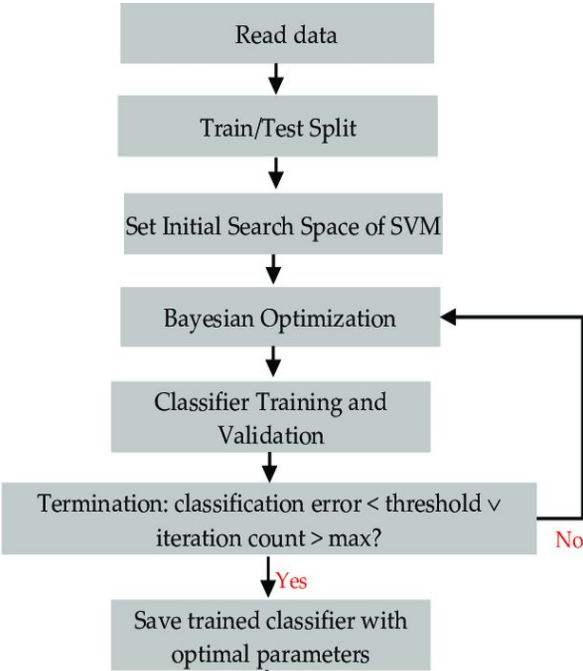 Read data
Train/Test Split
Set Initial Search Space of SVM
Bayesian Optimization
Classifier Training and
Validation
Termination: classification error < threshold ∨
iteration count > max?
No
Yes
Save trained classifier with
optimal parameters